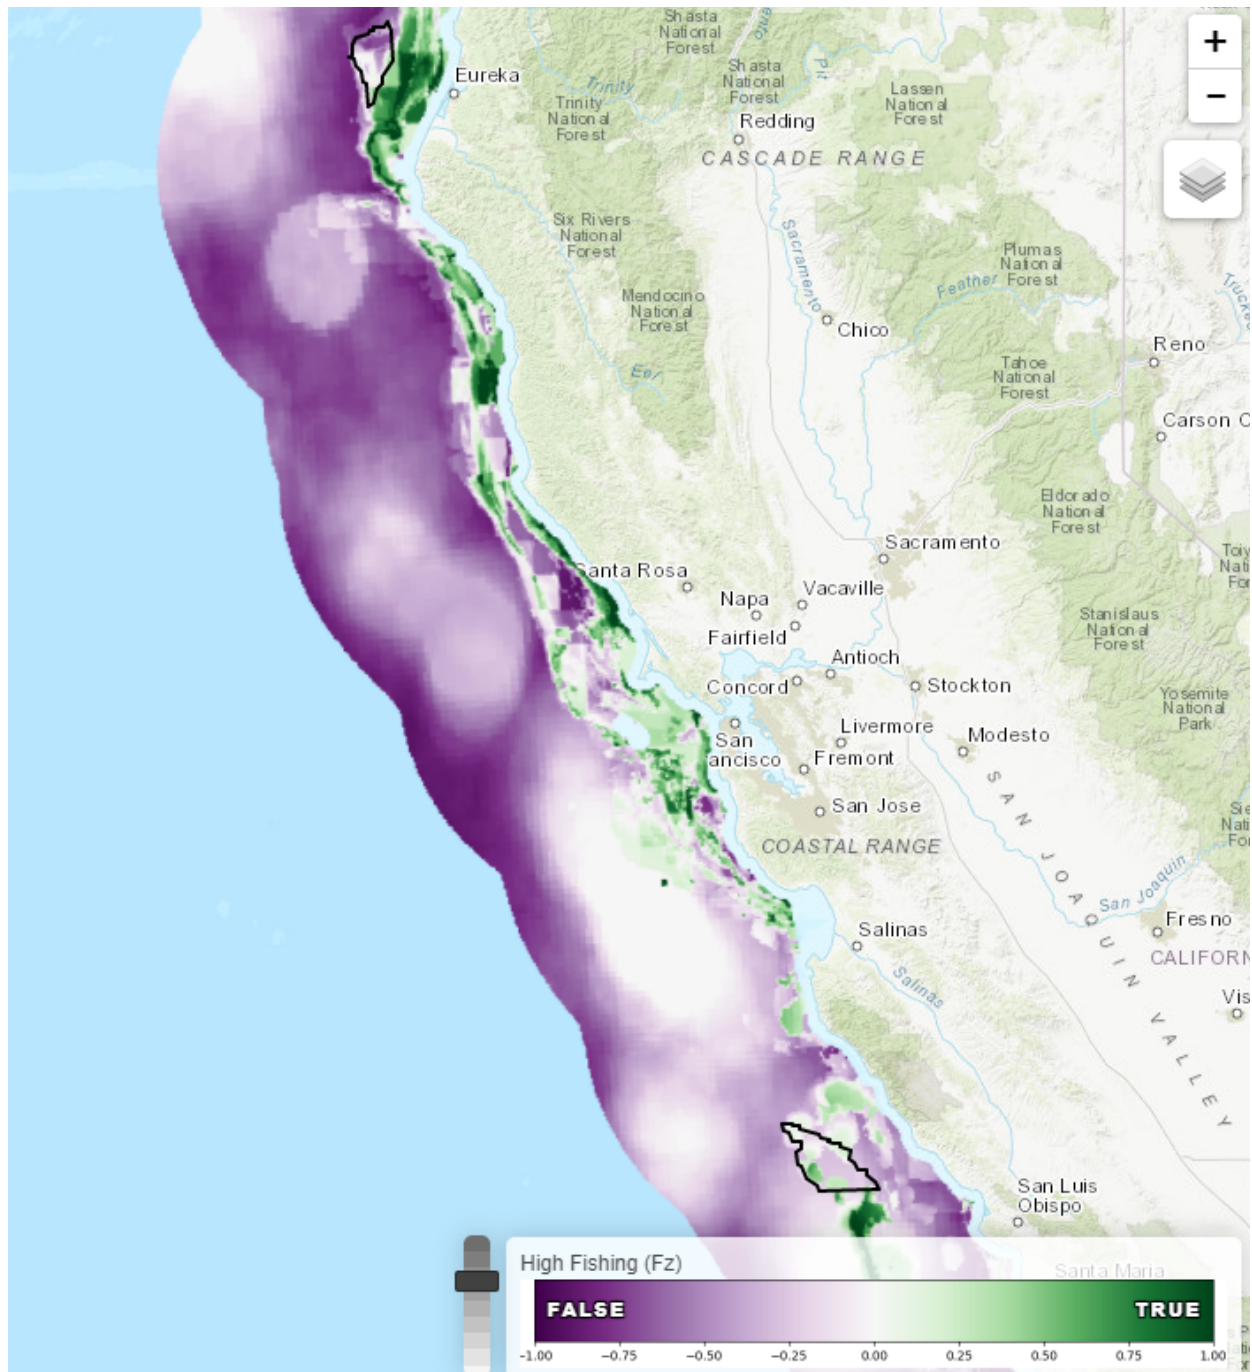 Shasta
National
Forest
+
Eureka
Trinity
Pit
Shasta
National
Forest
Lassen
National
Forest
−
Trinity
National
Forest
Redding
CASCADE RANGE
Six Rivers
National
Forest
Sacramento
Plumas
National
Forest
Feather
Mendocino
National
Forest
Chico
Reno
Eel
Tahoe
National
Forest
Carson C
Eldorado
National
Forest
Sacramento
Santa Rosa
Napa
Vacaville
Fairfield
Stanislaus
National
Forest
Antioch
Concord
Stockton
Yosemite
National
Park
San
ancisco
Livermore
Modesto
Fremont
San Jose
COASTAL RANGE
SAN JOAQUIN VALLEY
San Joaquin
Fresno
Salinas
Salinas
CALIFORN
Vis
San Luis
Obispo
Santa Maria
High Fishing (Fz)
FALSE TRUE
-1.00 -0.75 -0.50 -0.25 0.00 0.25 0.50 0.75 1.00